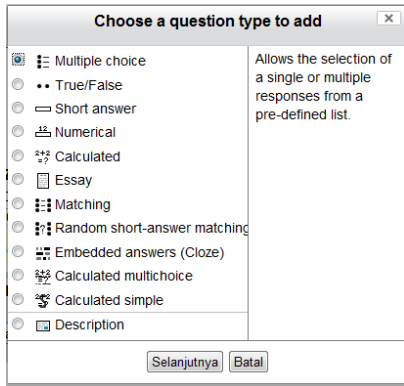 Choose a question type to add
Multiple choice
True/False
Short answer
Numerical
Calculated
Essay
Matching
Random short-answer matching
Embedded answers (Cloze)
Calculated multichoice
Calculated simple
Description
Allows the selection of
a single or multiple
responses from a
pre-defined list.
Selanjutnya Batal